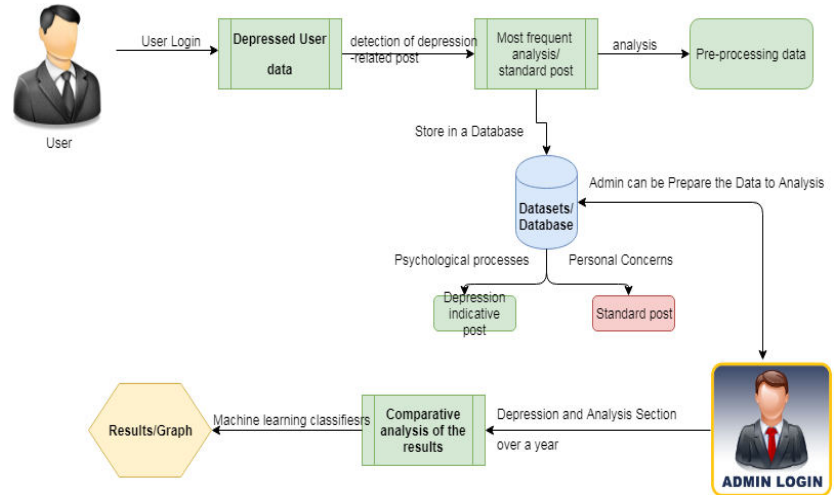 User Login
Depressed User
data
detection of depression
-related post
Most frequent
analysis/
standard post
analysis
Pre-processing data
User
Store in a Database
Admin can be Prepare the Data to Analysis
Datasets/
Database
Psychological processes
Personal Concerns
Depression
indicative
post
Standard post
Results/Graph
Machine learning classifiesrs
Comparative
analysis of the
results
Depression and Analysis Section
over a year
ADMIN LOGIN